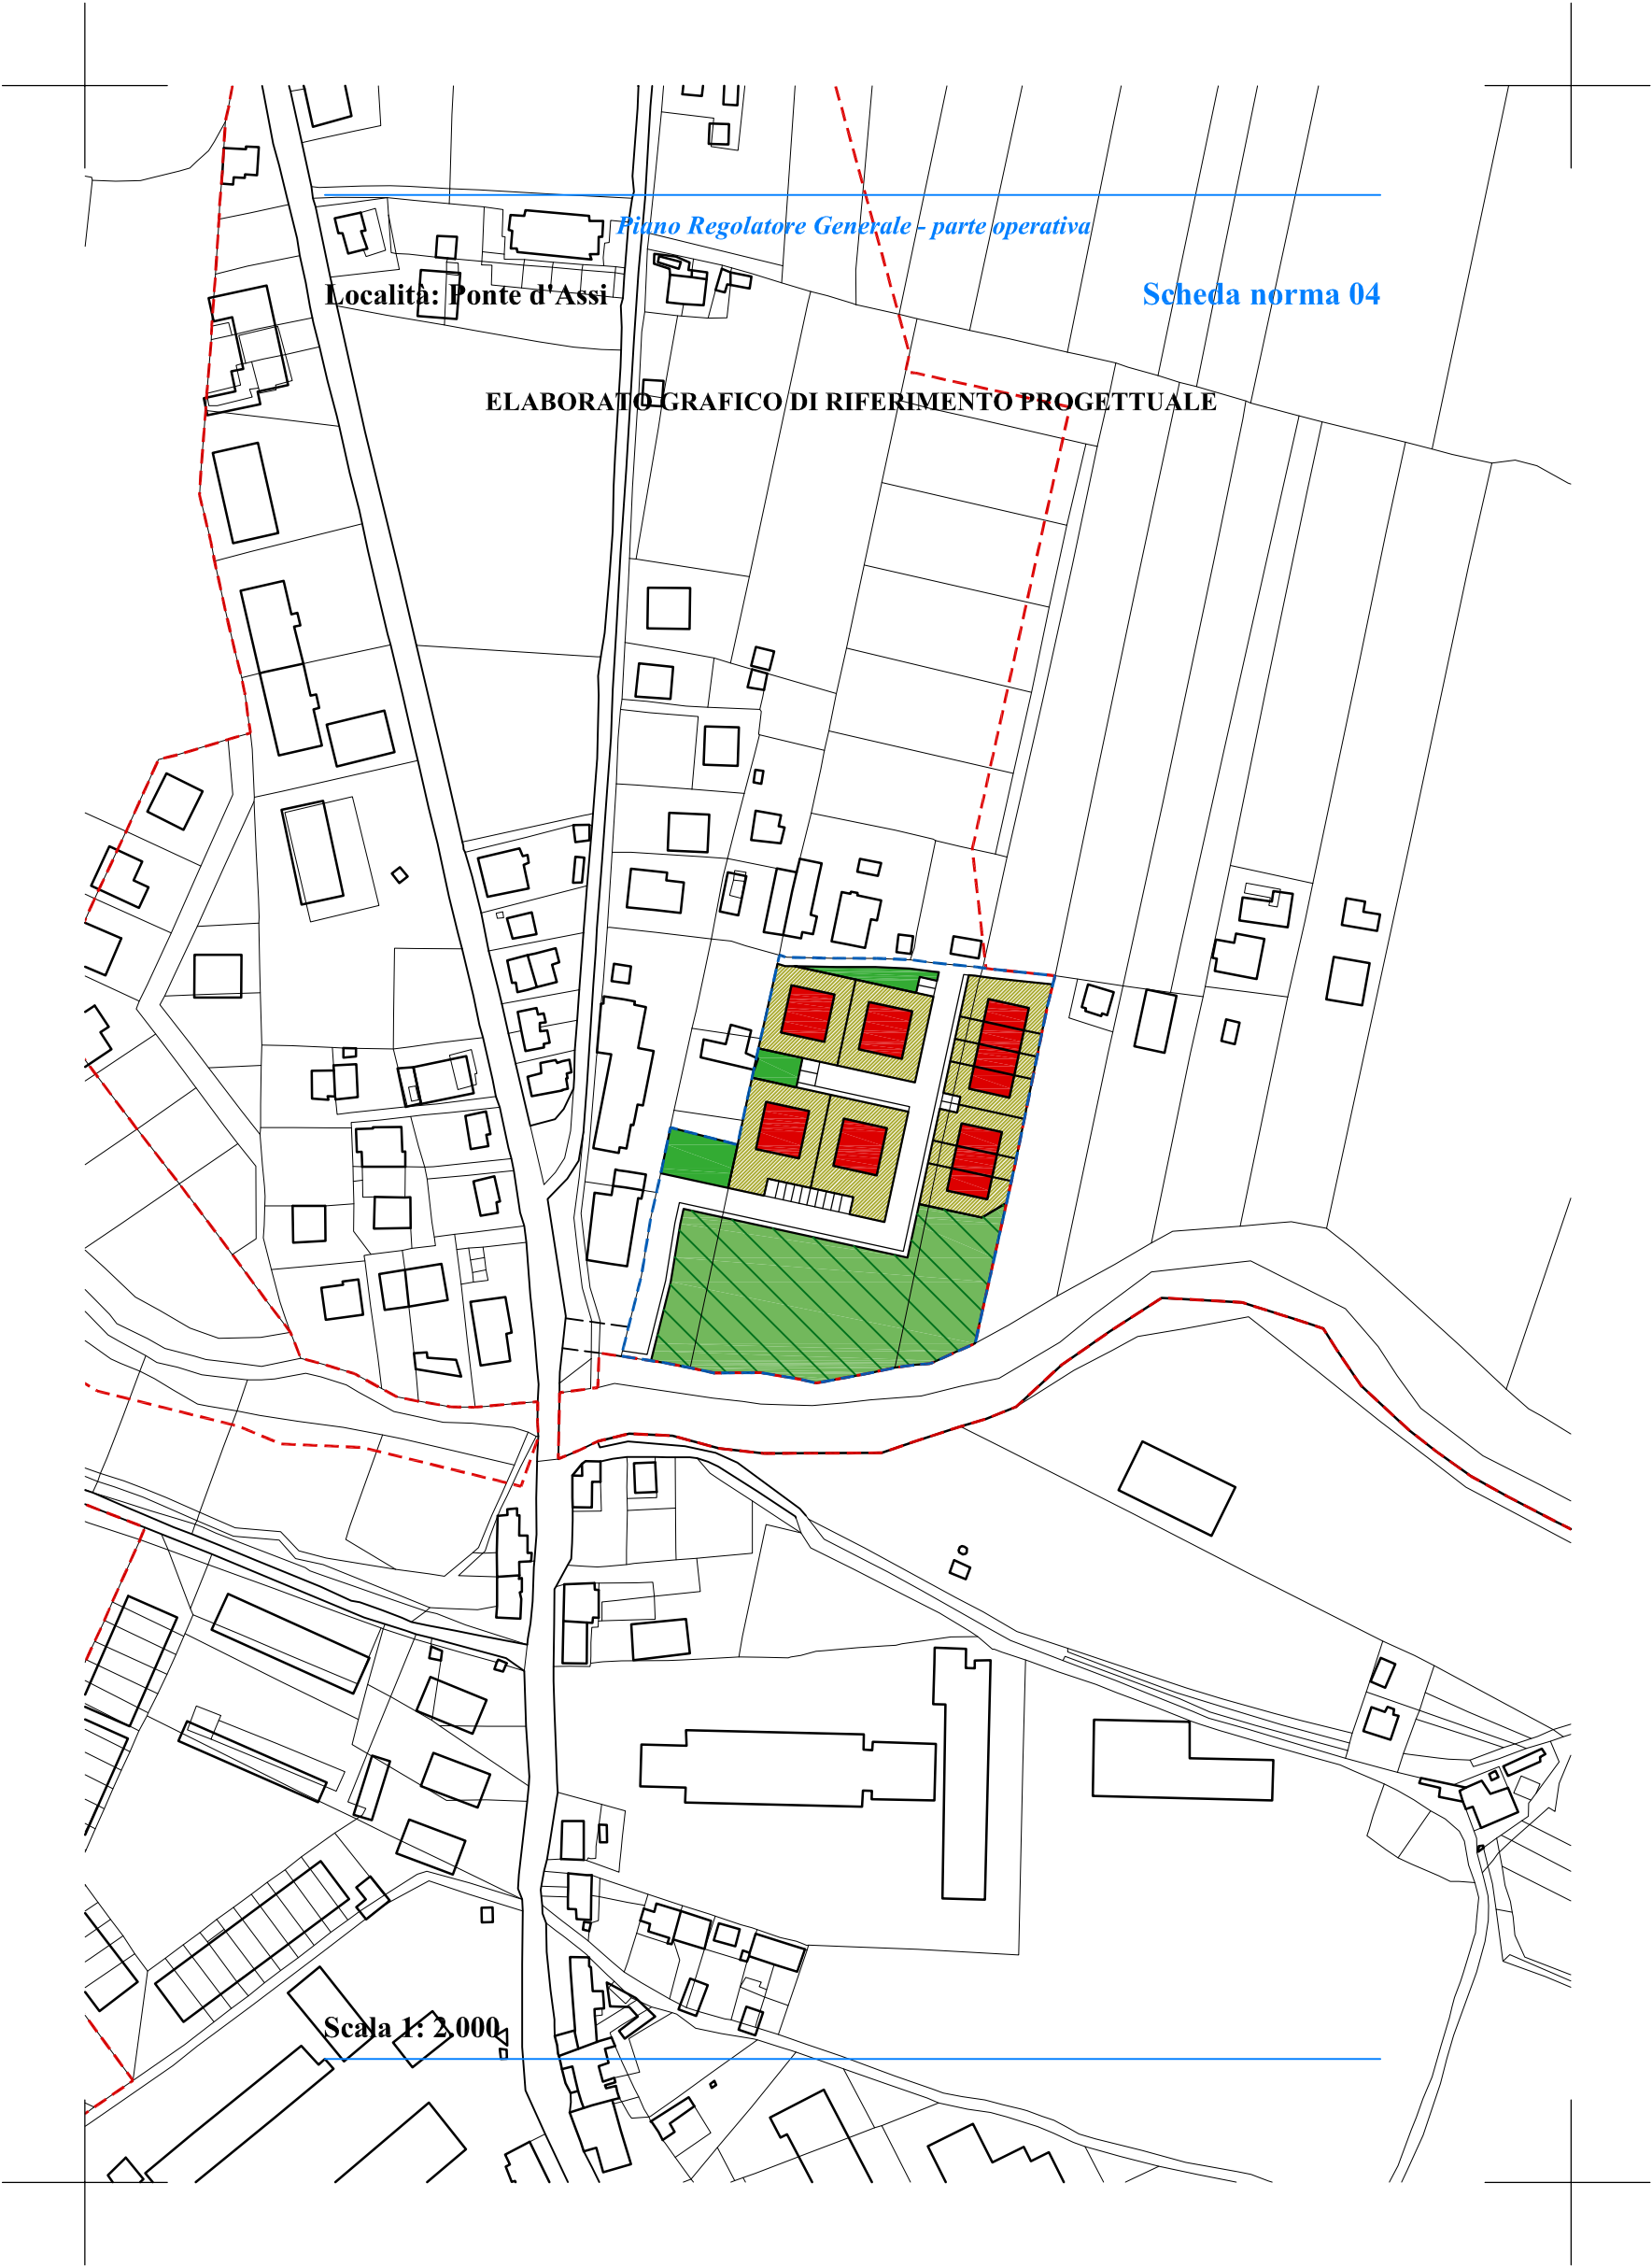 Piano Regolatore Generale - parte operativa
Località: Ponte d'Assi
Scheda norma 04
ELABORATO GRAFICO DI RIFERIMENTO PROGETTUALE
Scala 1: 2.000